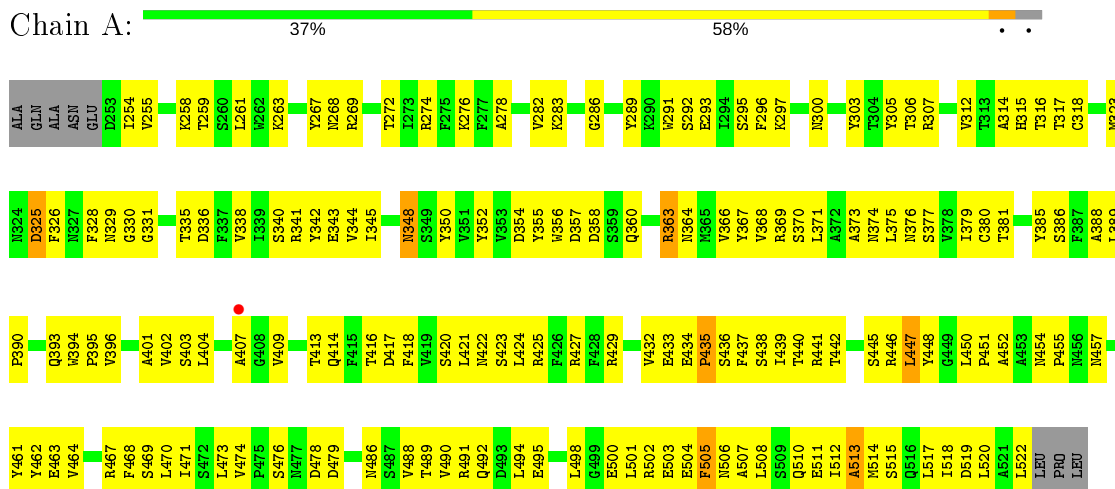 Chain A:
37% 58% • •
ALA GLN ALA ASN GLU D253 I254 V255 K258 T259 S260 L261 W262 K263 Y267 N268 R269 T272 I273 R274 F275 K276 F277 A278 V282 K283 G286 Y289 K290 W291 S292 E293 I294 S295 F296 K297 N300 Y303 T304 Y305 T306 R307 V312 T313 A314 H315 T316 T317 C318
N324 D325 F326 N327 F328 N329 G330 G331 T335 D336 F337 V338 I339 S340 R341 Y342 E343 V344 I345 N348 S349 Y350 V351 Y352 V353 D354 Y355 W356 D357 D358 S359 Q360 R363 N364 M365 V366 Y367 V368 R369 S370 L371 A372 A373 N374 L375 N376 S377 V378 I379 C380 T381 Y385 S386 F387 A388 L389
P390 Q393 W394 P395 V396 A401 V402 S403 L404 A407 G408 V409 T413 Q414 F415 T416 D417 F418 V419 S420 L421 N422 S423 L424 R425 F426 R427 F428 R429 V432 E433 E434 P435 S436 F437 S438 I439 T440 R441 T442 S445 R446 L447 Y448 G449 L450 P451 A452 A453 N454 P455 N456 N457
Y461 Y462 E463 V464 R467 F468 S469 L470 I471 S472 L473 V474 P475 S476 N477 D478 D479 N486 S487 V488 T489 V490 R491 Q492 D493 L494 E495 L498 G499 E500 L501 R502 E503 E504 F505 N506 A507 L508 S509 Q510 E511 I512 A513 M514 S515 Q516 L517 I518 D519 L520 A521 L522 LEU PRO LEU